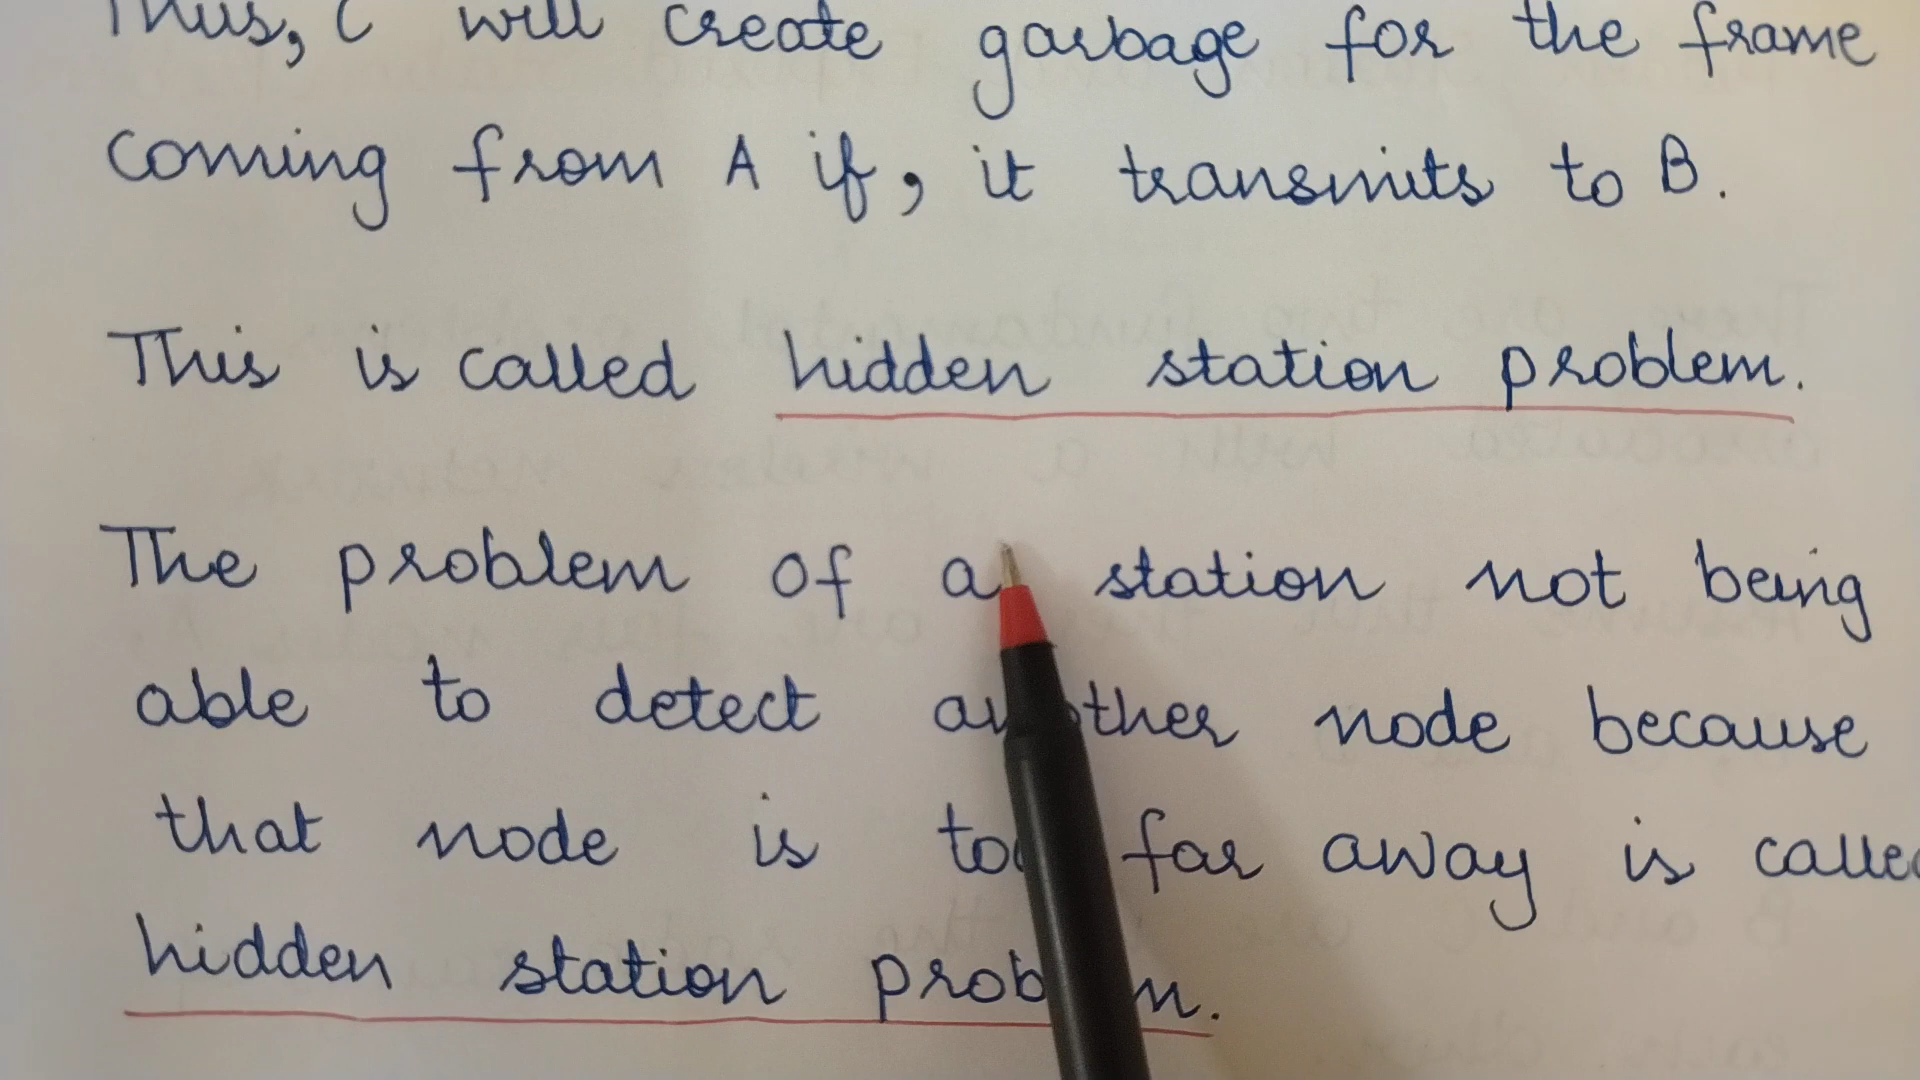 Thus, C will create garbage for the frame
coming from A if, it transmits to B.
This is called hidden station problem.
The problem of a station not being
able to detect another node because
that node is too far away is called
hidden station problem.